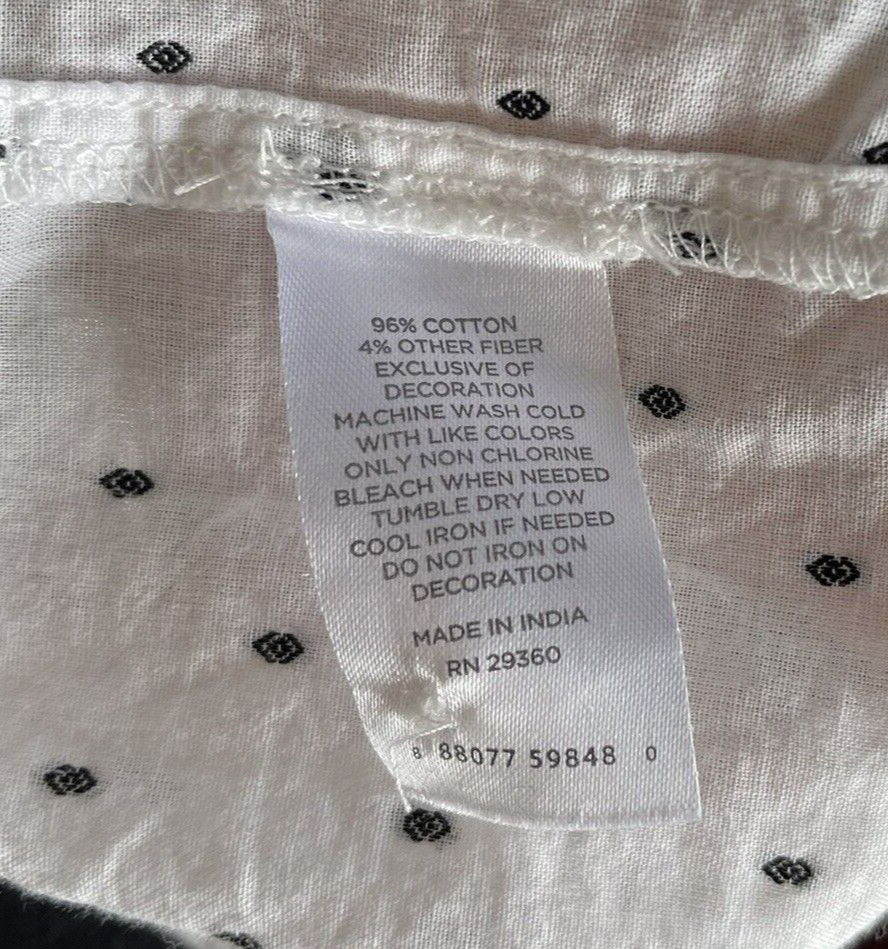 96% COTTON
4% OTHER FIBER
EXCLUSIVE OF
DECORATION
MACHINE WASH COLD
WITH LIKE COLORS
ONLY NON CHLORINE
BLEACH WHEN NEEDED
TUMBLE DRY LOW
COOL IRON IF NEEDED
DO NOT IRON ON
DECORATION
MADE IN INDIA
RN 29360
8 88077 59848 0